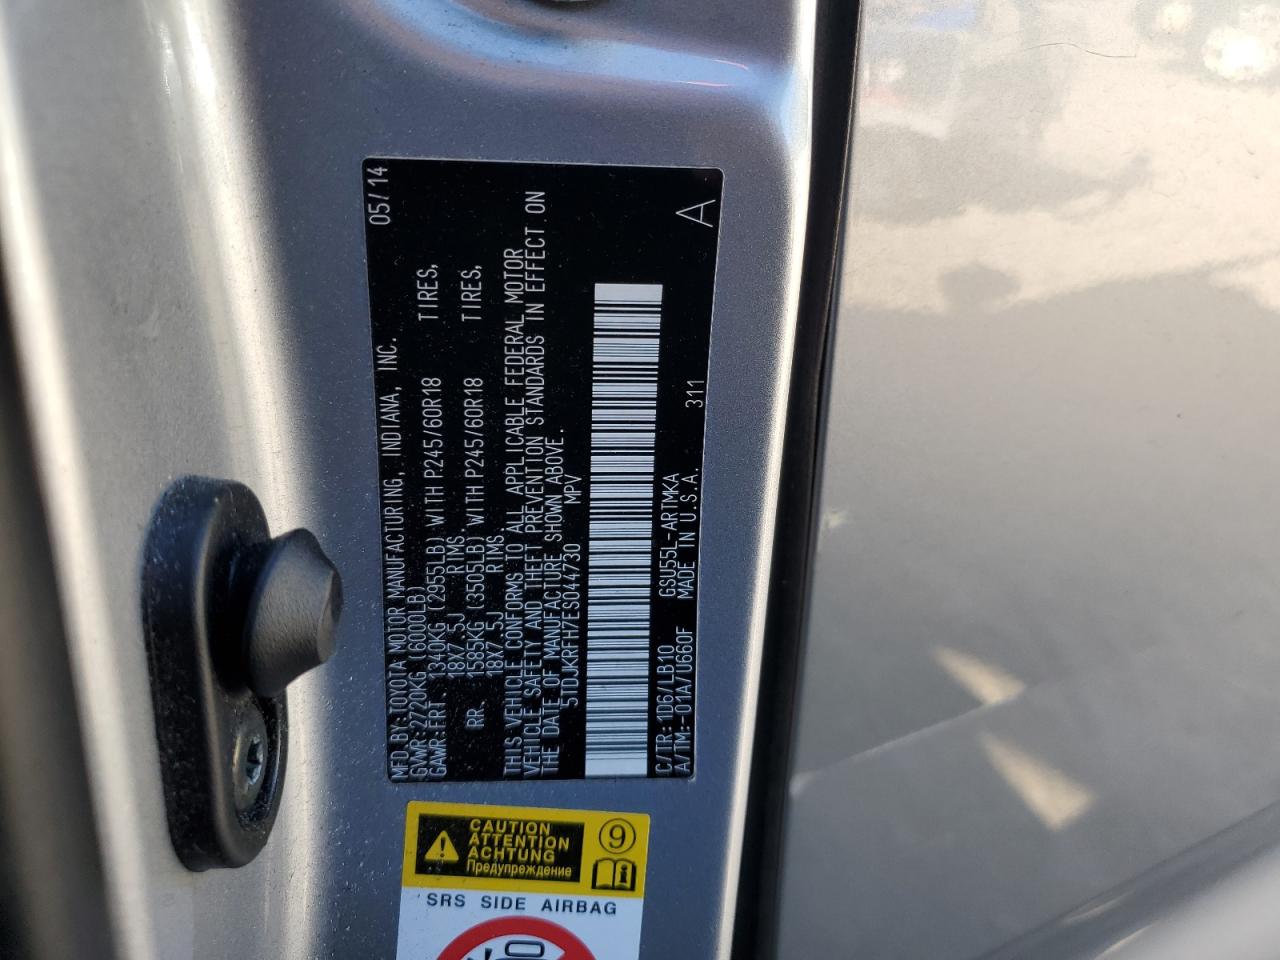 MFD.BY:TOYOTA MOTOR MANUFACTURING, INDIANA, INC. 05/14
GVWR:2720KG (6000LB)
GAWR:FRT. 1340KG (2955LB) WITH P245/60R18 TIRES,
18X7.5J RIMS.
RR. 1585KG (3505LB) WITH P245/60R18 TIRES,
18X7.5J RIMS.
THIS VEHICLE CONFORMS TO ALL APPLICABLE FEDERAL MOTOR
VEHICLE SAFETY AND THEFT PREVENTION STANDARDS IN EFFECT ON
THE DATE OF MANUFACTURE SHOWN ABOVE.
5TDJKRFH7ES044730 MPV
C/TR:1D6/LB10 GSU55L-ARTMKA
A/TM:-01A/U660F MADE IN U.S.A. 311 A
CAUTION
ATTENTION
ACHTUNG
Предупреждение
9
SRS SIDE AIRBAG